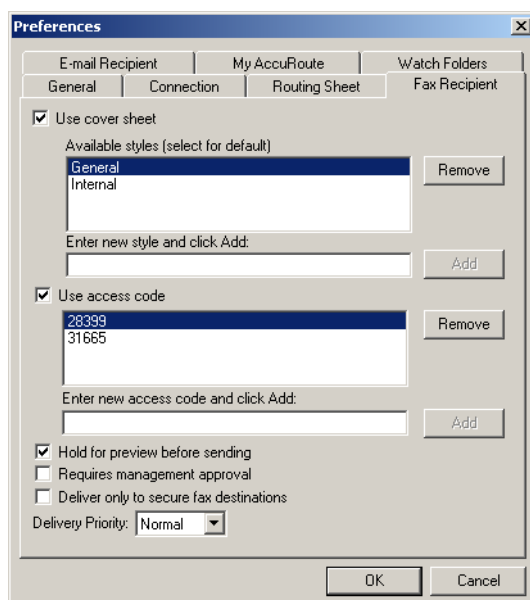 Preferences
E-mail Recipient My AccuRoute Watch Folders
General Connection Routing Sheet Fax Recipient
Use cover sheet
Available styles (select for default)
General
Remove
Internal
Enter new style and click Add:
Add
Use access code
28399
Remove
31665
Enter new access code and click Add:
Add
Hold for preview before sending
Requires management approval
Deliver only to secure fax destinations
Delivery Priority: Normal
OK Cancel